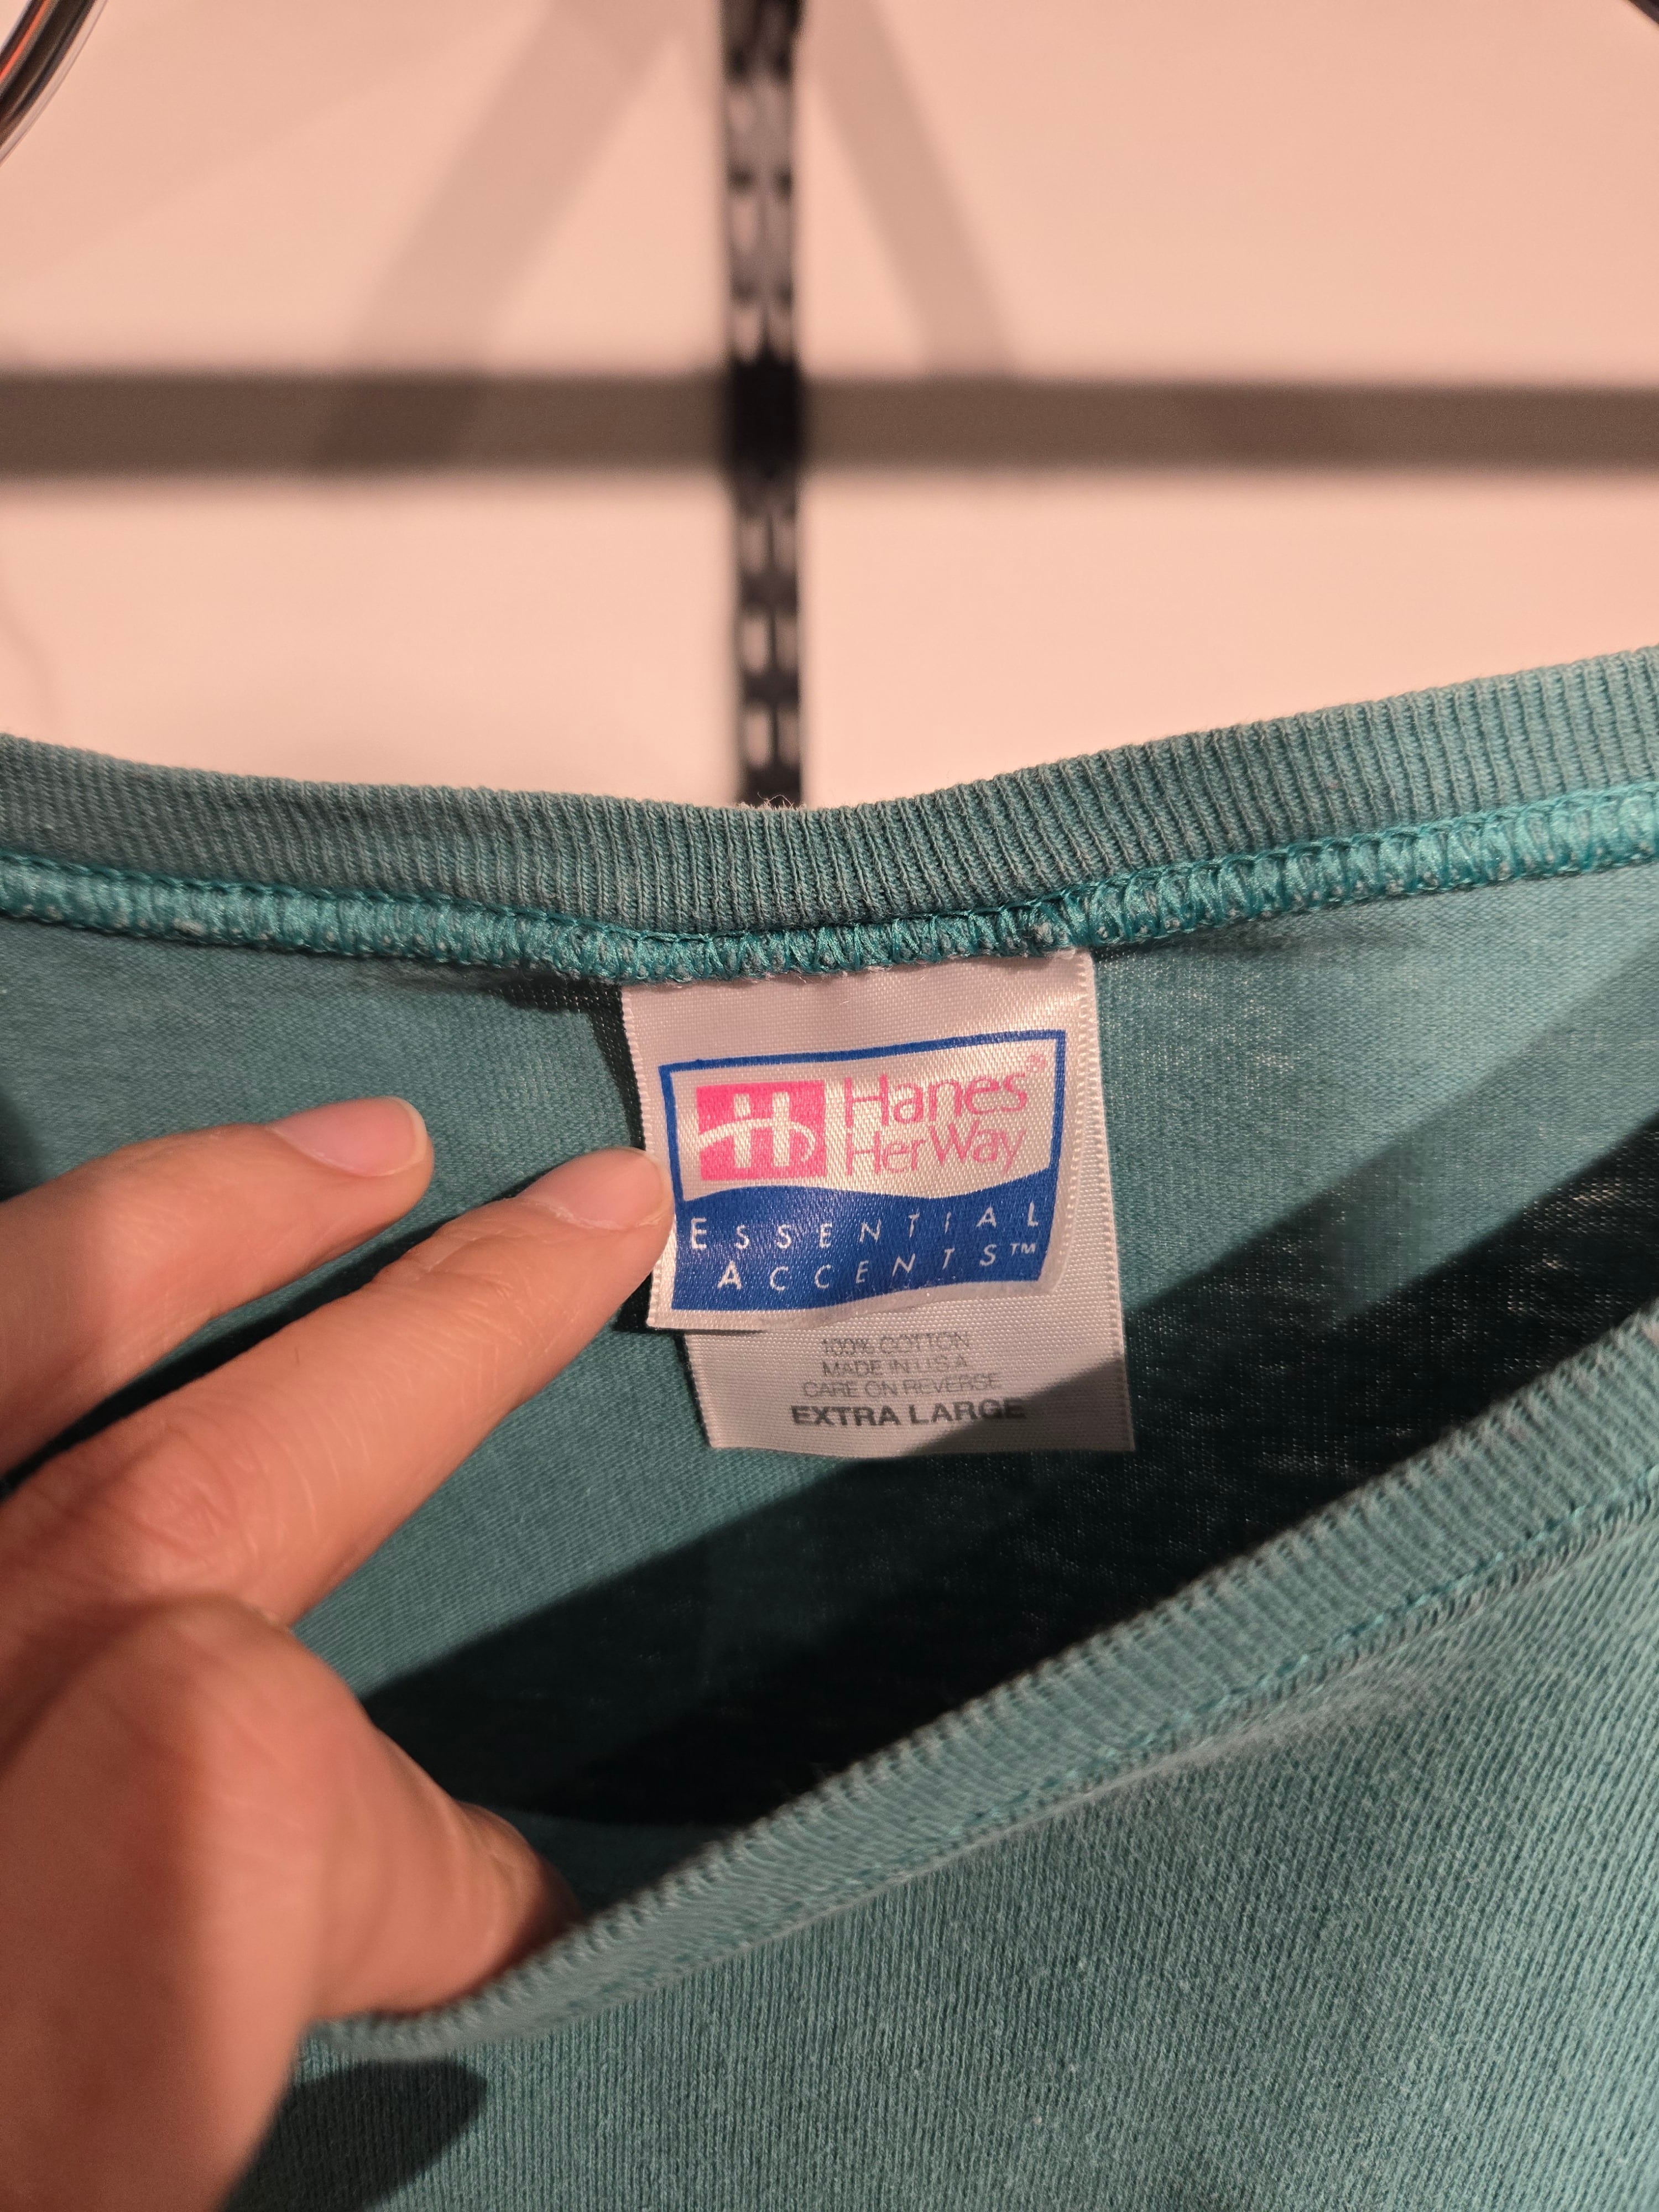 Hanes®
HerWay
ESSENTIAL
ACCENTS™
100% COTTON
MADE IN U.S.A.
CARE ON REVERSE
EXTRA LARGE